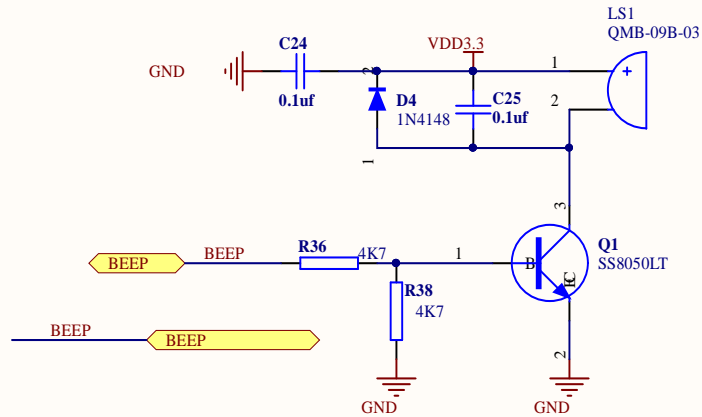 LS1
QMB-09B-03
C24
VDD3.3
1
GND
2
0.1uf
D4
1N4148
C25
0.1uf
2
+
1
3
BEEP
BEEP
R36
4K7
1
B
Q1
SS8050LT
E
C
R38
4K7
BEEP
BEEP
2
GND
GND